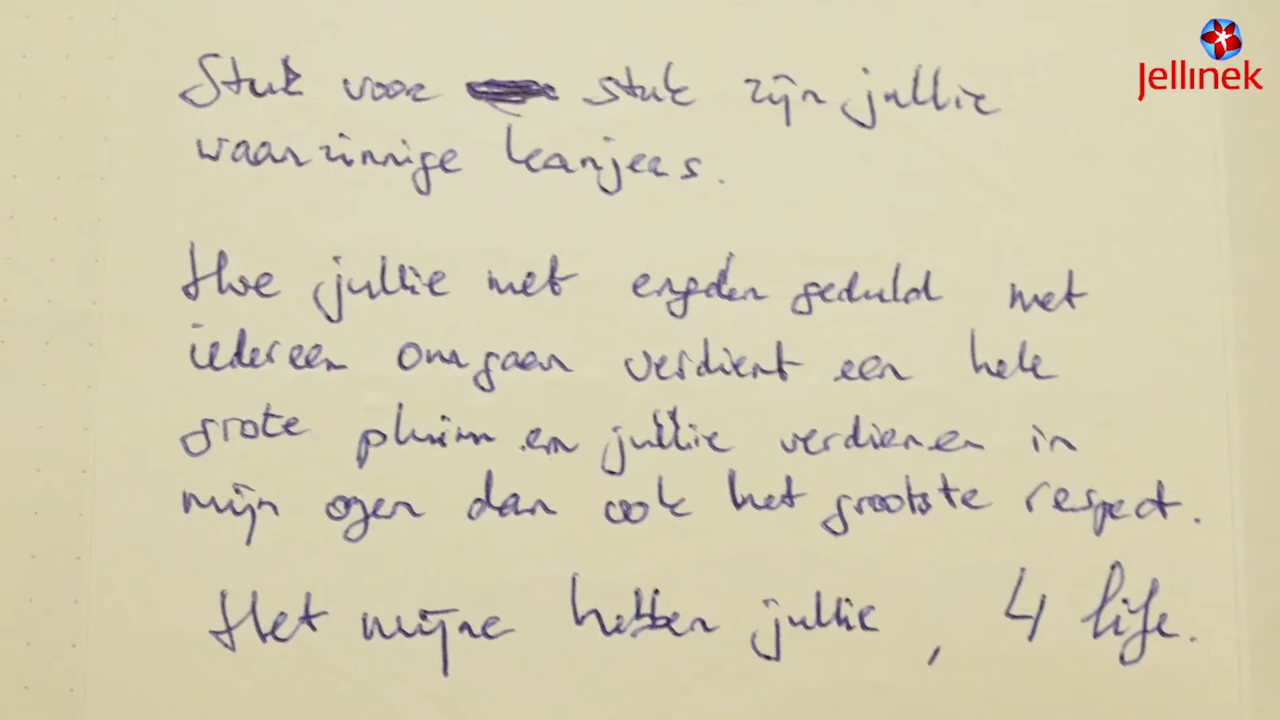 Jellinek
Stuk voor stuk zijn jullie
waanzinnige kanjers.
Hoe jullie met engelen geduld met
iedereen omgaan verdient een hele
grote pluim en jullie verdienen in
mijn ogen dan ook het grootste respect.
Het mijne hebben jullie, 4 life.